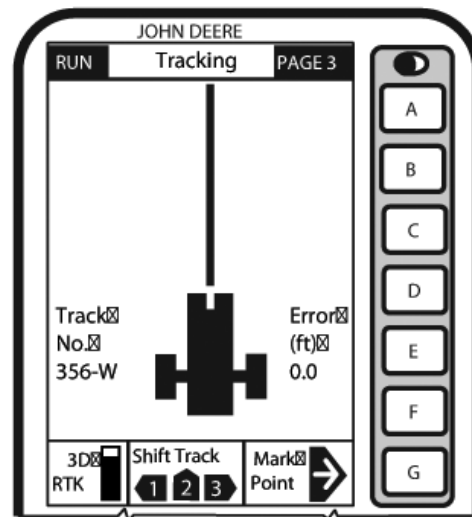 JOHN DEERE
RUN Tracking PAGE 3
A
B
C
D
Track Error
No. (ft)
E
356-W 0.0
F
3D Shift Track Mark
RTK 1 2 3 Point
G